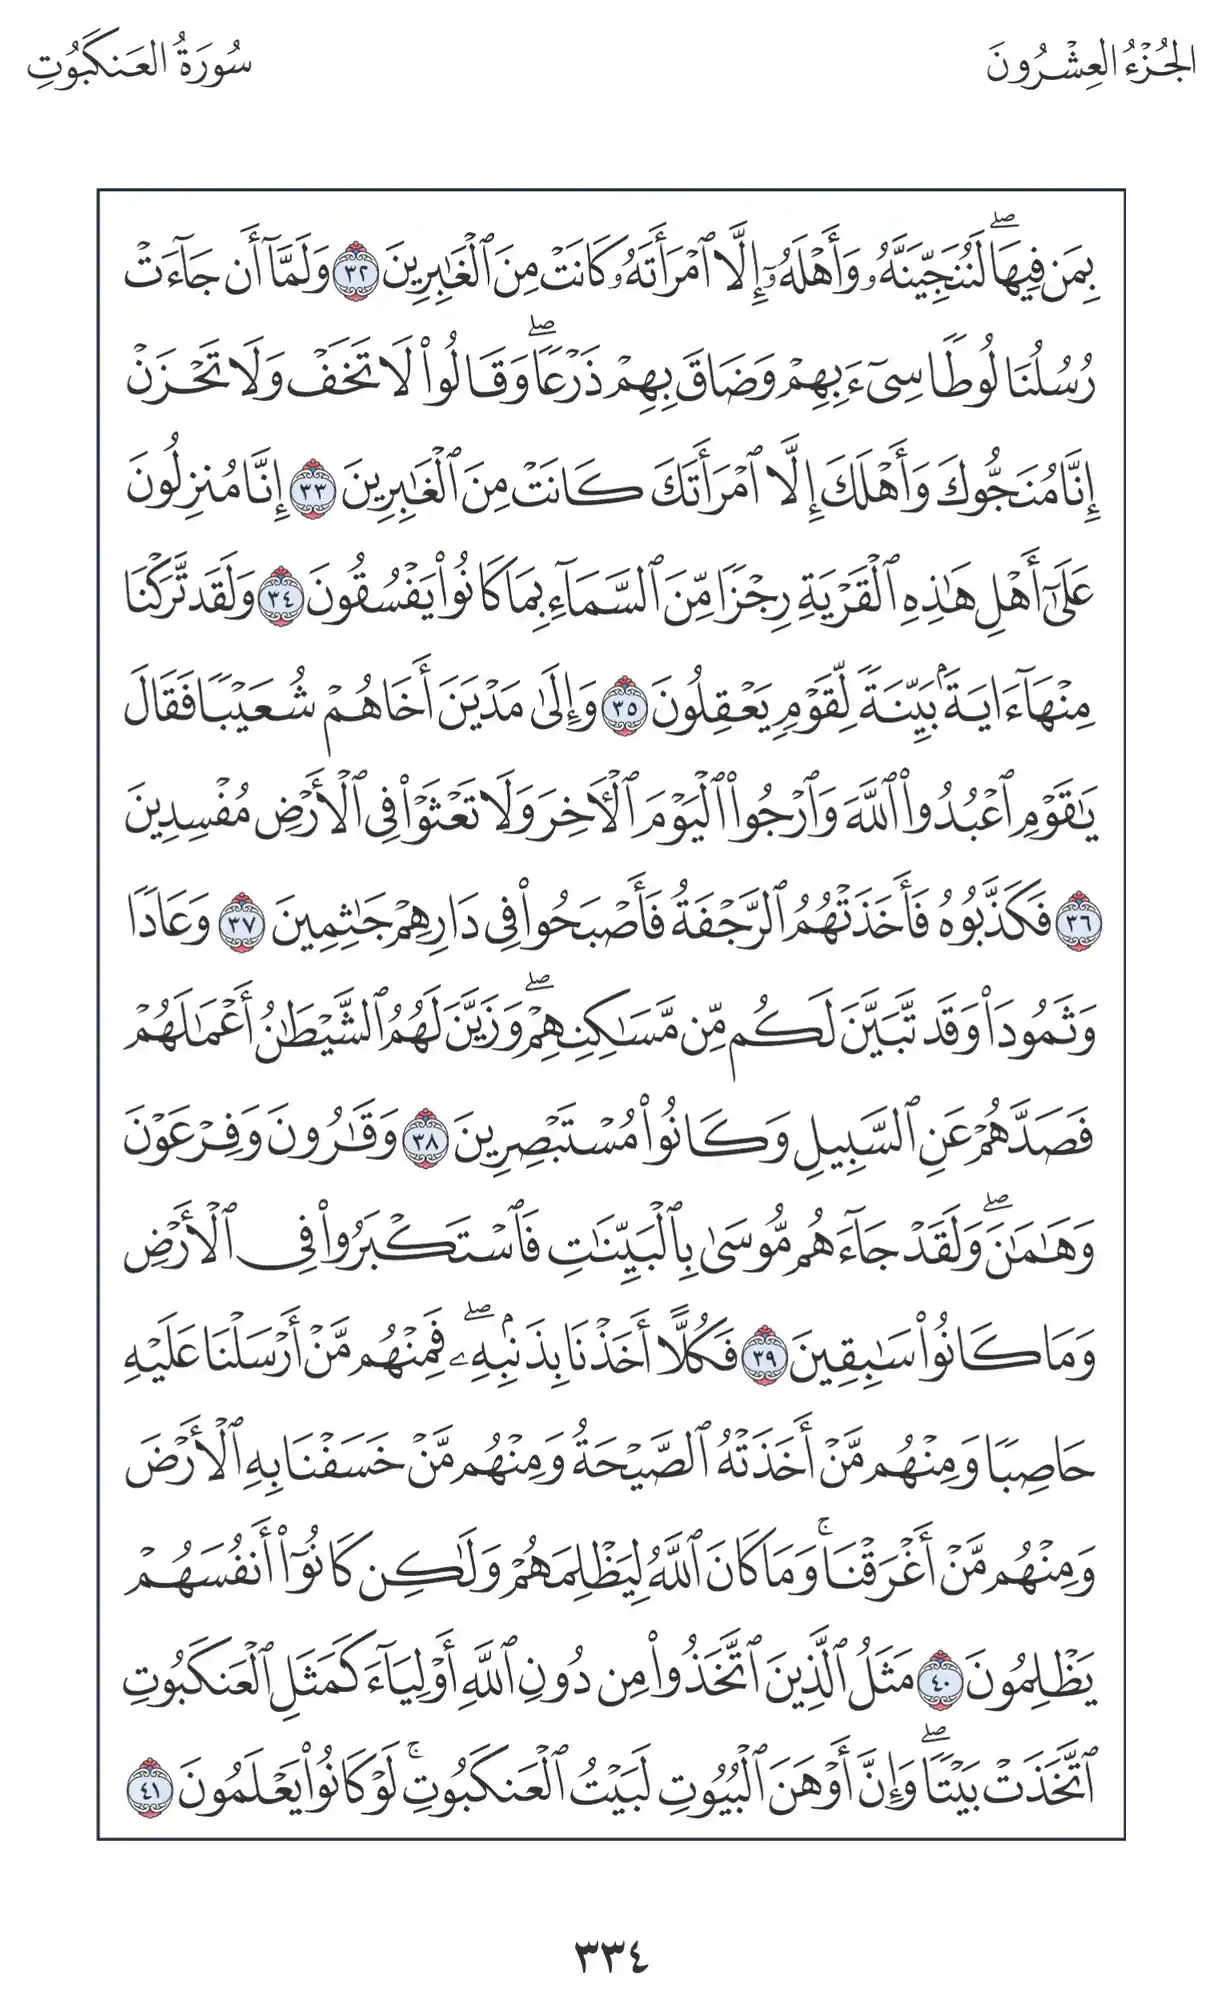 الجُزْءُ العِشْرُونَ
سُورَةُ العَنكَبُوتِ
بِمَن فِيهَاۖ لَنُنَجِّيَنَّهُۥ وَأَهْلَهُۥٓ إِلَّا ٱمْرَأَتَهُۥ كَانَتْ مِنَ ٱلْغَٰبِرِينَ ٣٢ وَلَمَّآ أَن جَآءَتْ
رُسُلُنَا لُوطًا سِيٓءَ بِهِمْ وَضَاقَ بِهِمْ ذَرْعًاۖ وَقَالُوا۟ لَا تَخَفْ وَلَا تَحْزَنْ
إِنَّا مُنَجُّوكَ وَأَهْلَكَ إِلَّا ٱمْرَأَتَكَ كَانَتْ مِنَ ٱلْغَٰبِرِينَ ٣٣ إِنَّا مُنزِلُونَ
عَلَىٰٓ أَهْلِ هَٰذِهِ ٱلْقَرْيَةِ رِجْزًا مِّنَ ٱلسَّمَآءِ بِمَا كَانُوا۟ يَفْسُقُونَ ٣٤ وَلَقَد تَّرَكْنَا
مِنْهَآ ءَايَةًۢ بَيِّنَةً لِّقَوْمٍ يَعْقِلُونَ ٣٥ وَإِلَىٰ مَدْيَنَ أَخَاهُمْ شُعَيْبًا فَقَالَ
يَٰقَوْمِ ٱعْبُدُوا۟ ٱللَّهَ وَٱرْجُوا۟ ٱلْيَوْمَ ٱلْأَخِرَ وَلَا تَعْثَوْا۟ فِي ٱلْأَرْضِ مُفْسِدِينَ
٣٦ فَكَذَّبُوهُ فَأَخَذَتْهُمُ ٱلرَّجْفَةُ فَأَصْبَحُوا۟ فِي دَارِهِمْ جَٰثِمِينَ ٣٧ وَعَادًا
وَثَمُودَا۟ وَقَد تَّبَيَّنَ لَكُم مِّن مَّسَٰكِنِهِمْۖ وَزَيَّنَ لَهُمُ ٱلشَّيْطَٰنُ أَعْمَٰلَهُمْ
فَصَدَّهُمْ عَنِ ٱلسَّبِيلِ وَكَانُوا۟ مُسْتَبْصِرِينَ ٣٨ وَقَٰرُونَ وَفِرْعَوْنَ
وَهَٰمَٰنَۖ وَلَقَدْ جَآءَهُم مُّوسَىٰ بِٱلْبَيِّنَٰتِ فَٱسْتَكْبَرُوا۟ فِي ٱلْأَرْضِ
وَمَا كَانُوا۟ سَٰبِقِينَ ٣٩ فَكُلًّا أَخَذْنَا بِذَنۢبِهِۦۖ فَمِنْهُم مَّنْ أَرْسَلْنَا عَلَيْهِ
حَاصِبًا وَمِنْهُم مَّنْ أَخَذَتْهُ ٱلصَّيْحَةُ وَمِنْهُم مَّنْ خَسَفْنَا بِهِ ٱلْأَرْضَ
وَمِنْهُم مَّنْ أَغْرَقْنَاۚ وَمَا كَانَ ٱللَّهُ لِيَظْلِمَهُمْ وَلَٰكِن كَانُوٓا۟ أَنفُسَهُمْ
يَظْلِمُونَ ٤٠ مَثَلُ ٱلَّذِينَ ٱتَّخَذُوا۟ مِن دُونِ ٱللَّهِ أَوْلِيَآءَ كَمَثَلِ ٱلْعَنكَبُوتِ
ٱتَّخَذَتْ بَيْتًاۖ وَإِنَّ أَوْهَنَ ٱلْبُيُوتِ لَبَيْتُ ٱلْعَنكَبُوتِۚ لَوْ كَانُوا۟ يَعْلَمُونَ ٤١
٣٣٤